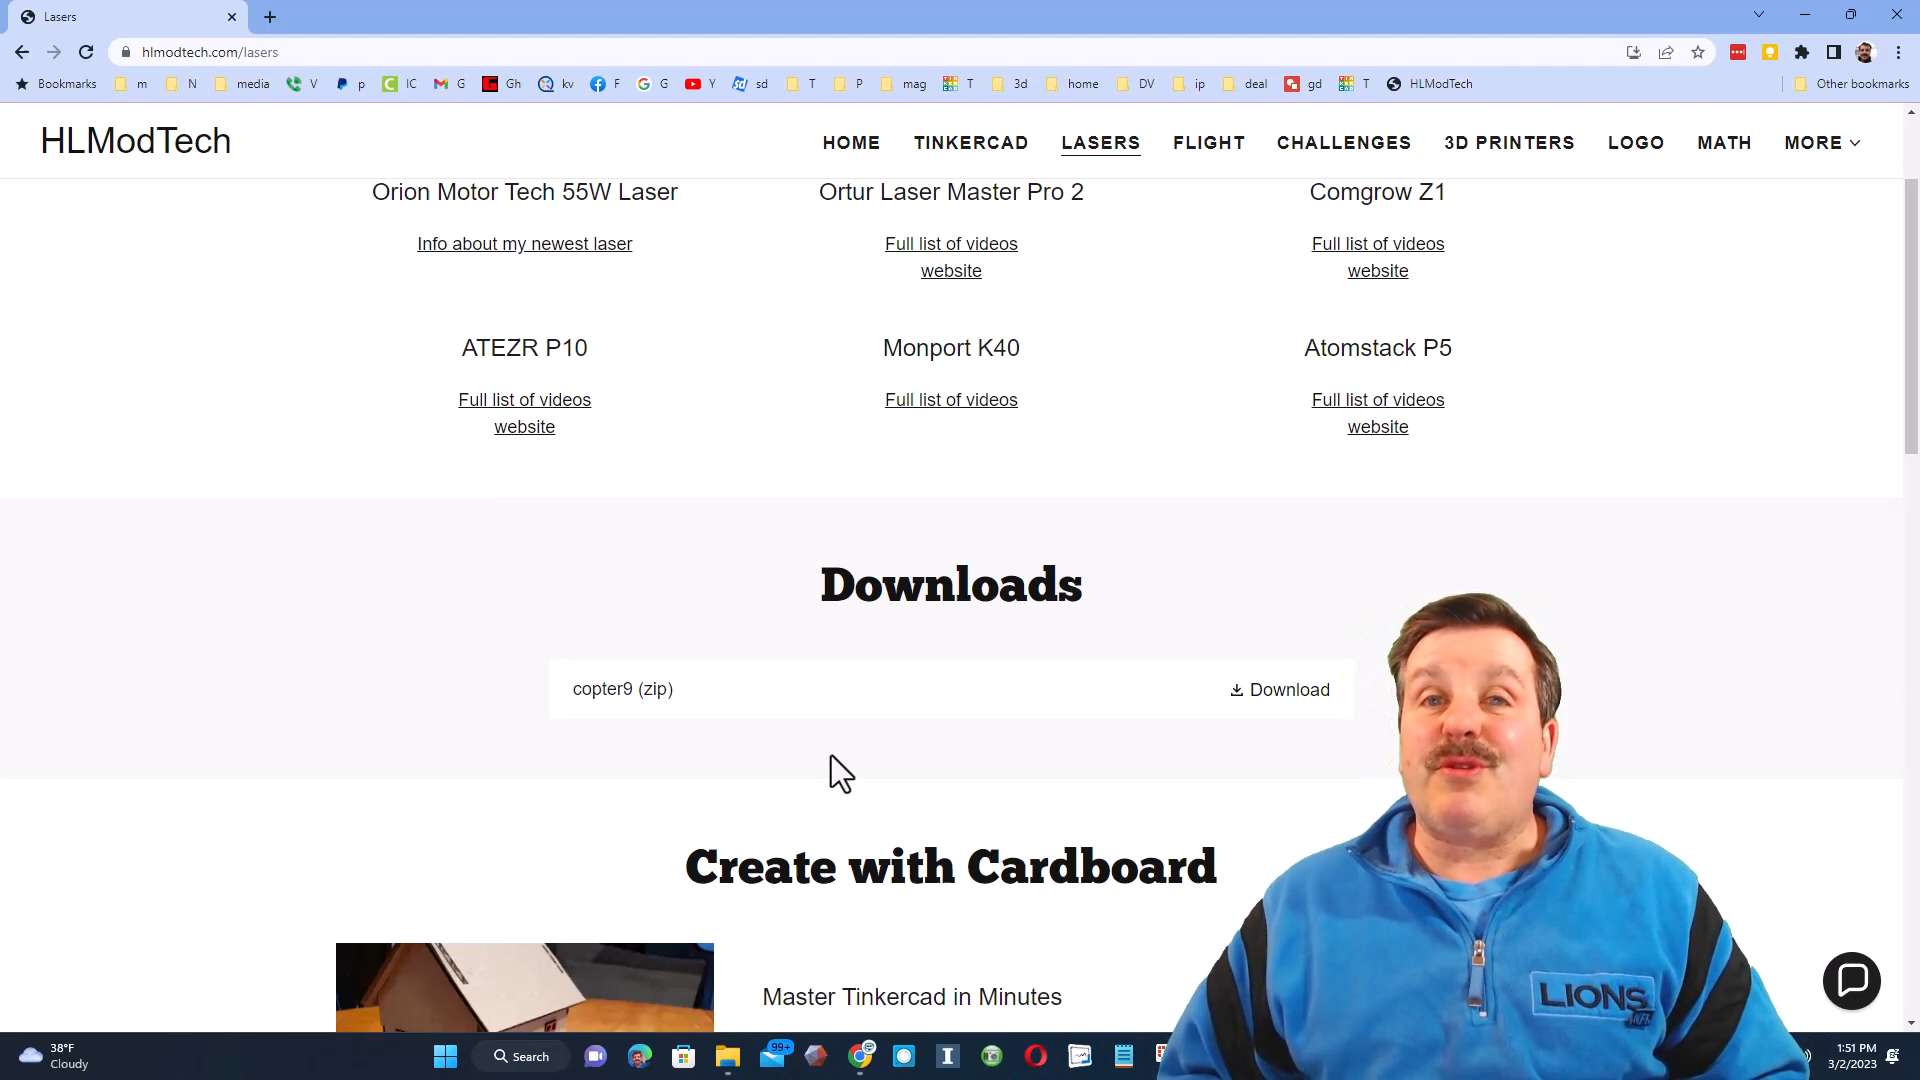 Lasers
hlmodtech.com/lasers
Bookmarks m N media V p IC G Gh kv F G Y sd T P mag T 3d home DV ip deal gd T HLModTech Other bookmarks
HLModTech
HOME TINKERCAD LASERS FLIGHT CHALLENGES 3D PRINTERS LOGO MATH MORE
Orion Motor Tech 55W Laser Ortur Laser Master Pro 2 Comgrow Z1
Info about my newest laser Full list of videos Full list of videos
website website
ATEZR P10 Monport K40 Atomstack P5
Full list of videos Full list of videos Full list of videos
website website
Downloads
copter9 (zip) Download
Create with Cardboard
Master Tinkercad in Minutes
LIONS
38°F
Cloudy
Search
99+
1:51 PM
3/2/2023